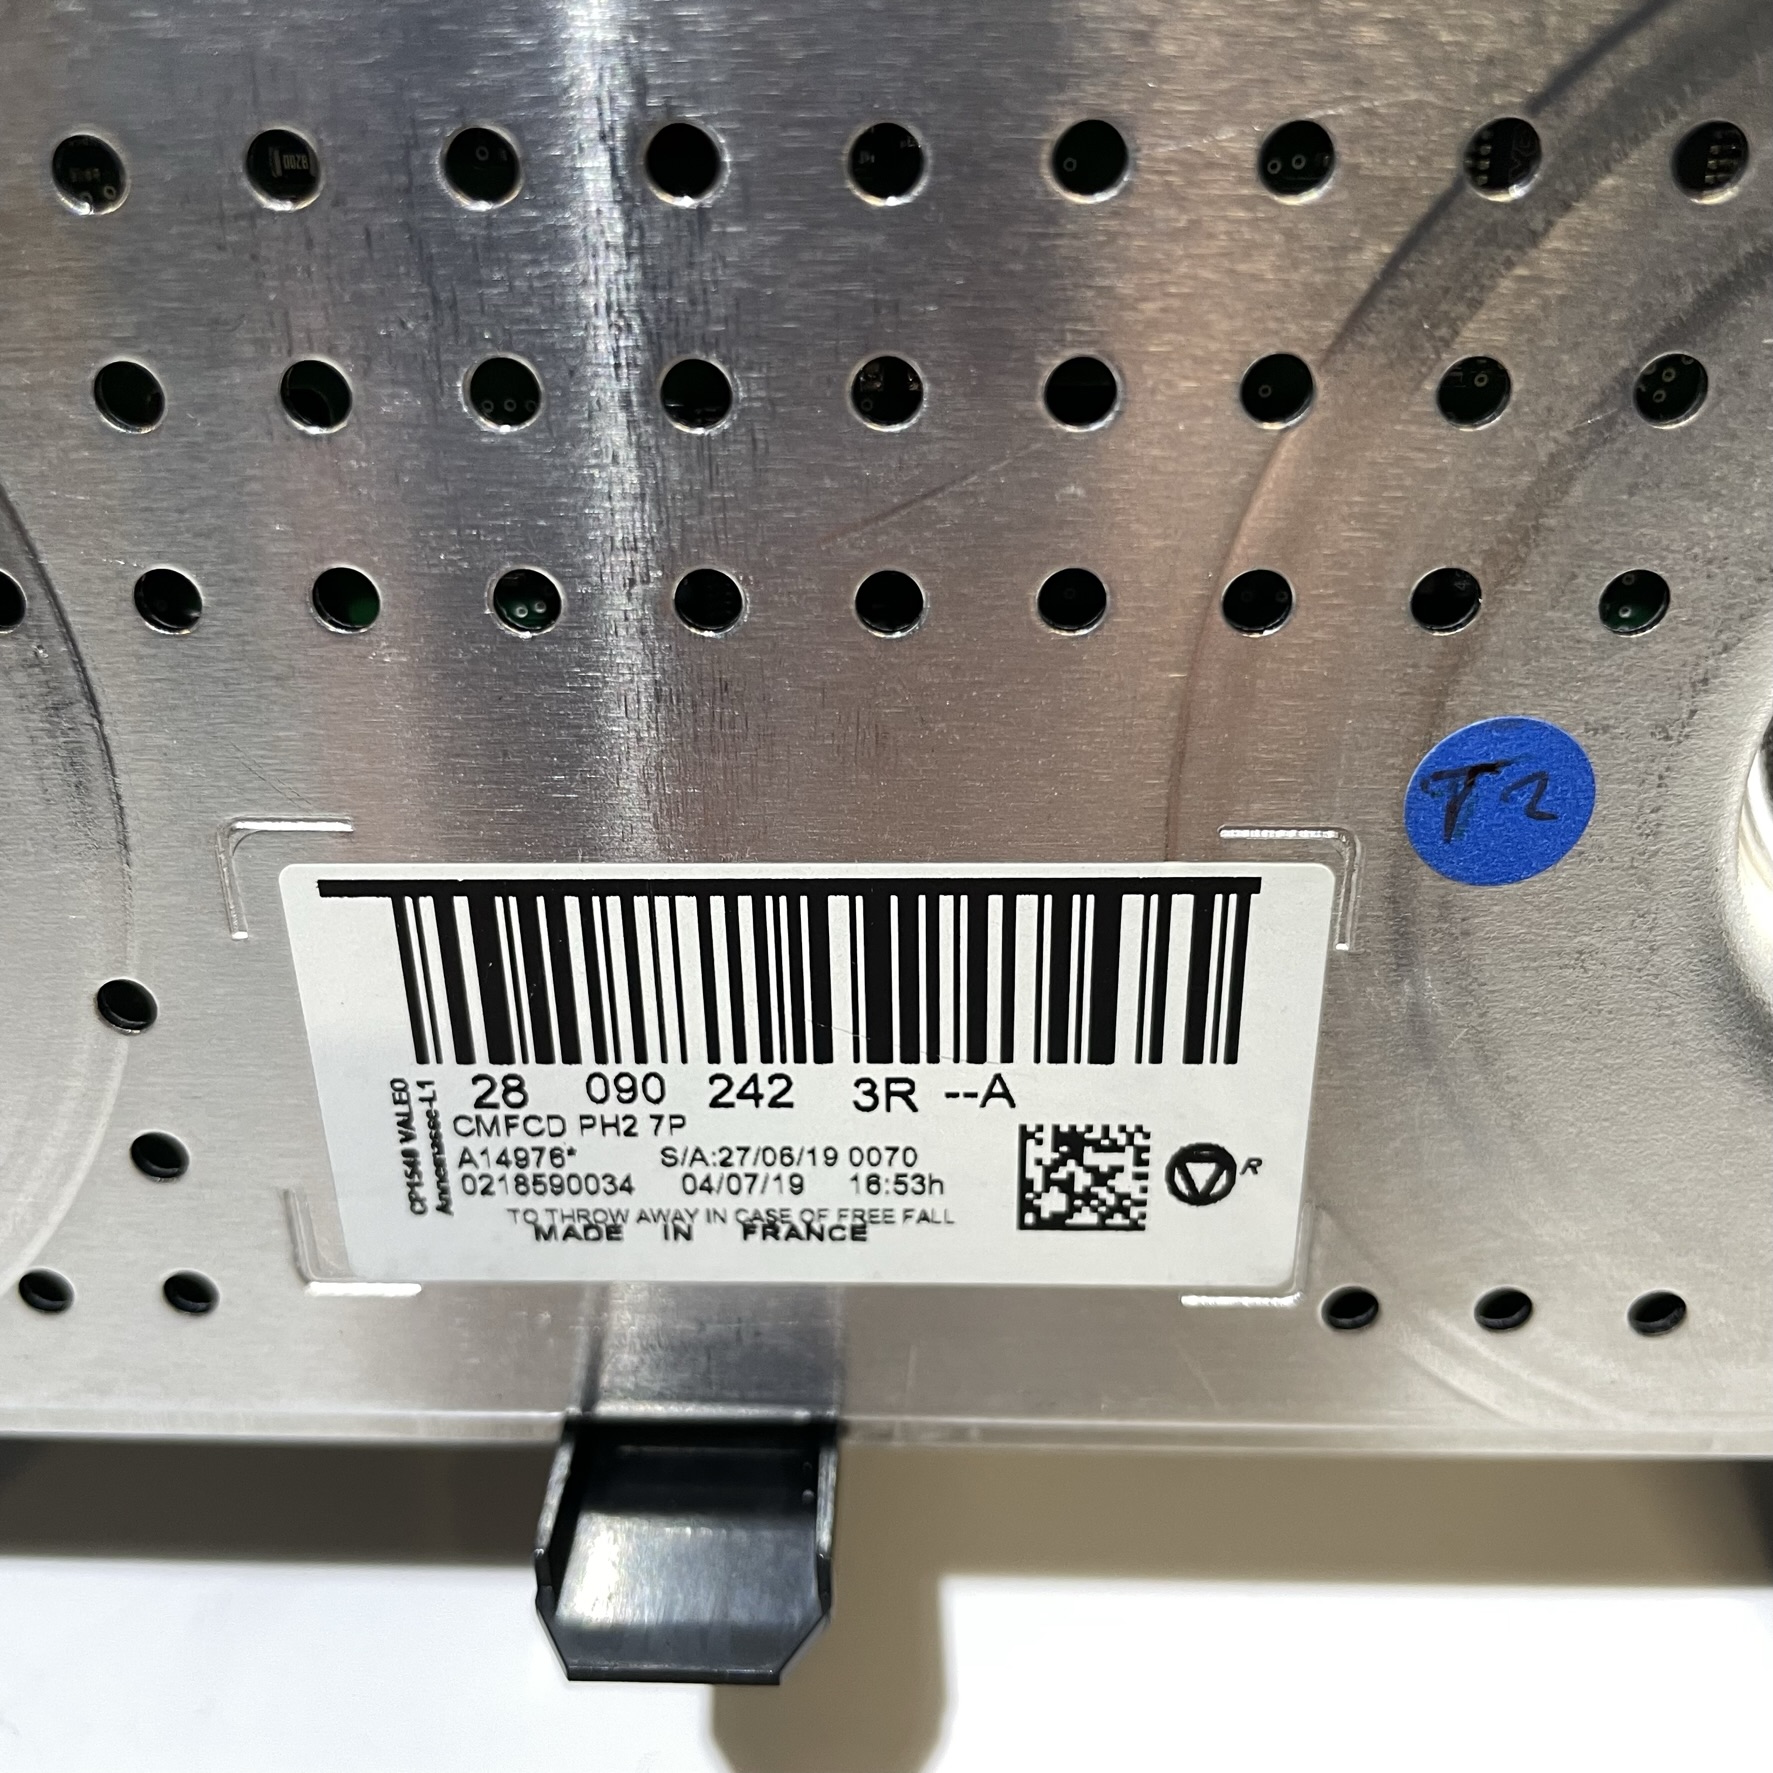 T2
28 090 242 3R --A
CP1540 VALEO
Annemasse-L1
CMFCD PH2 7P
A14976* S/A:27/06/19 0070
0218590034 04/07/19 16:53h
TO THROW AWAY IN CASE OF FREE FALL
MADE IN FRANCE
R